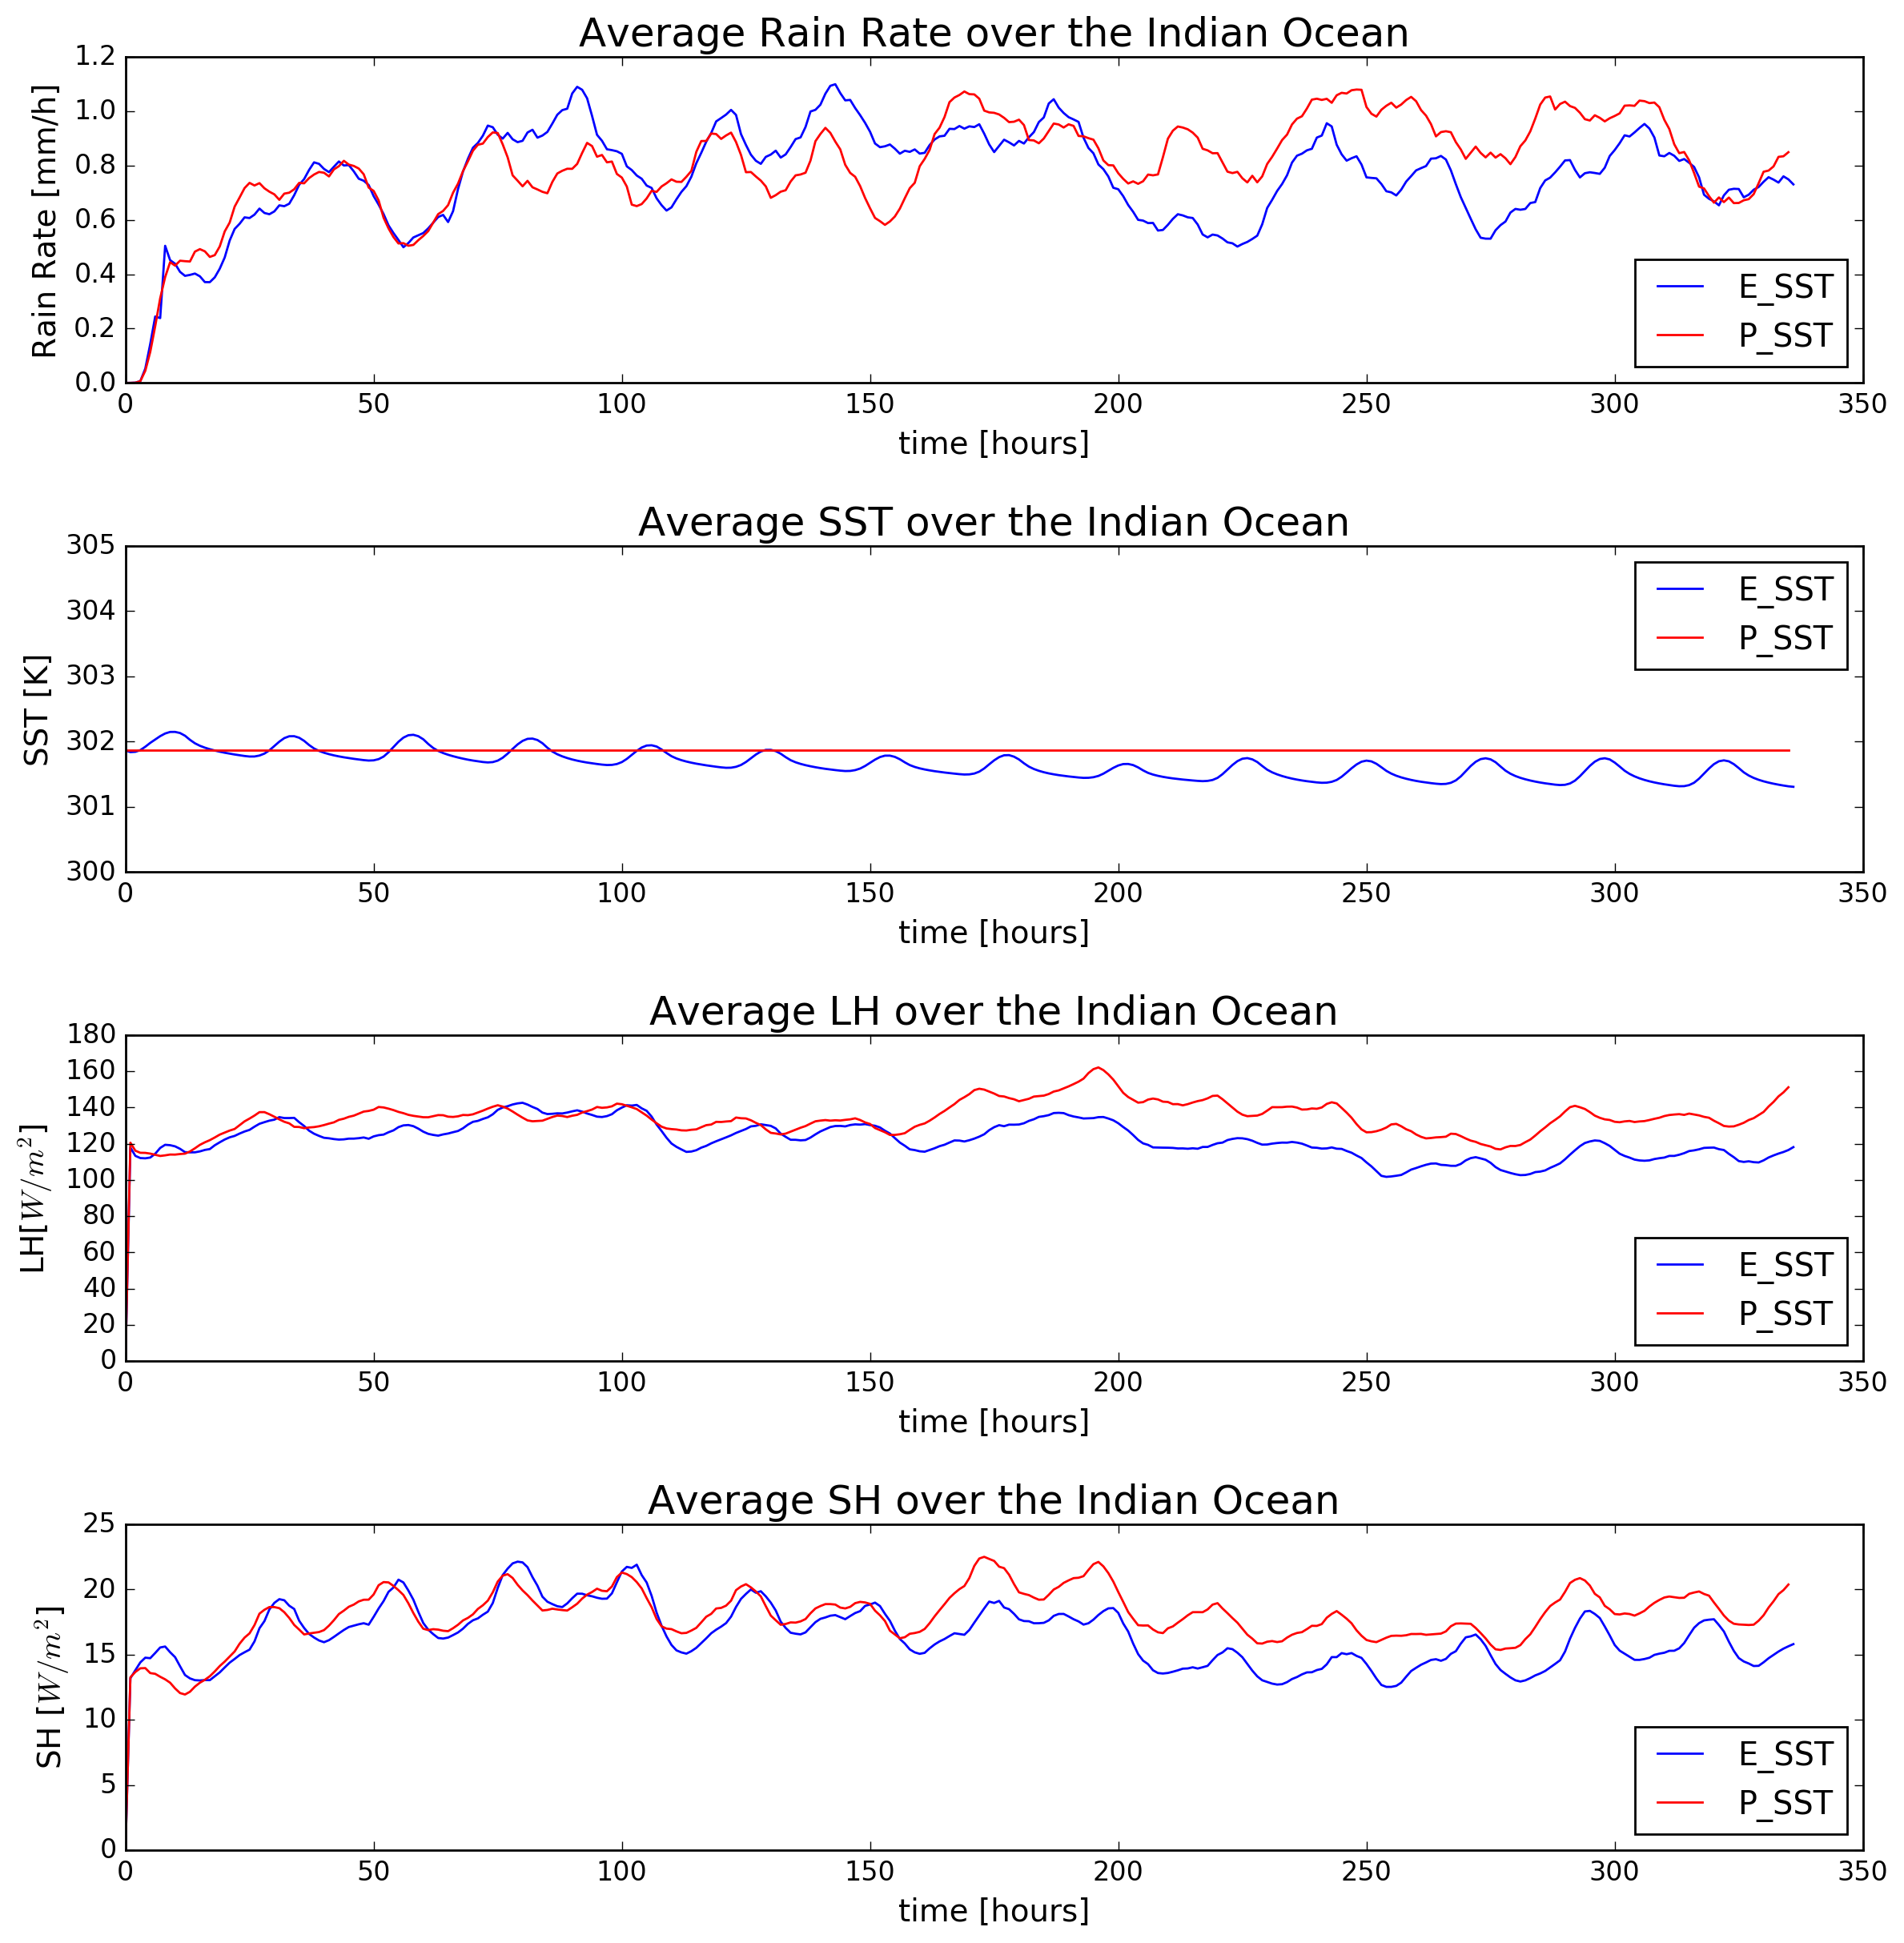 Average Rain Rate over the Indian Ocean
Rain Rate [mm/h]
1.2
1.0
0.8
0.6
0.4
0.2
0.0
E_SST
P_SST
0 50 100 150 200 250 300 350
time [hours]
Average SST over the Indian Ocean
SST [K]
305
304
303
302
301
300
E_SST
P_SST
0 50 100 150 200 250 300 350
time [hours]
Average LH over the Indian Ocean
LH[W/m²]
180
160
140
120
100
80
60
40
20
0
E_SST
P_SST
0 50 100 150 200 250 300 350
time [hours]
Average SH over the Indian Ocean
SH [W/m²]
25
20
15
10
5
0
E_SST
P_SST
0 50 100 150 200 250 300 350
time [hours]